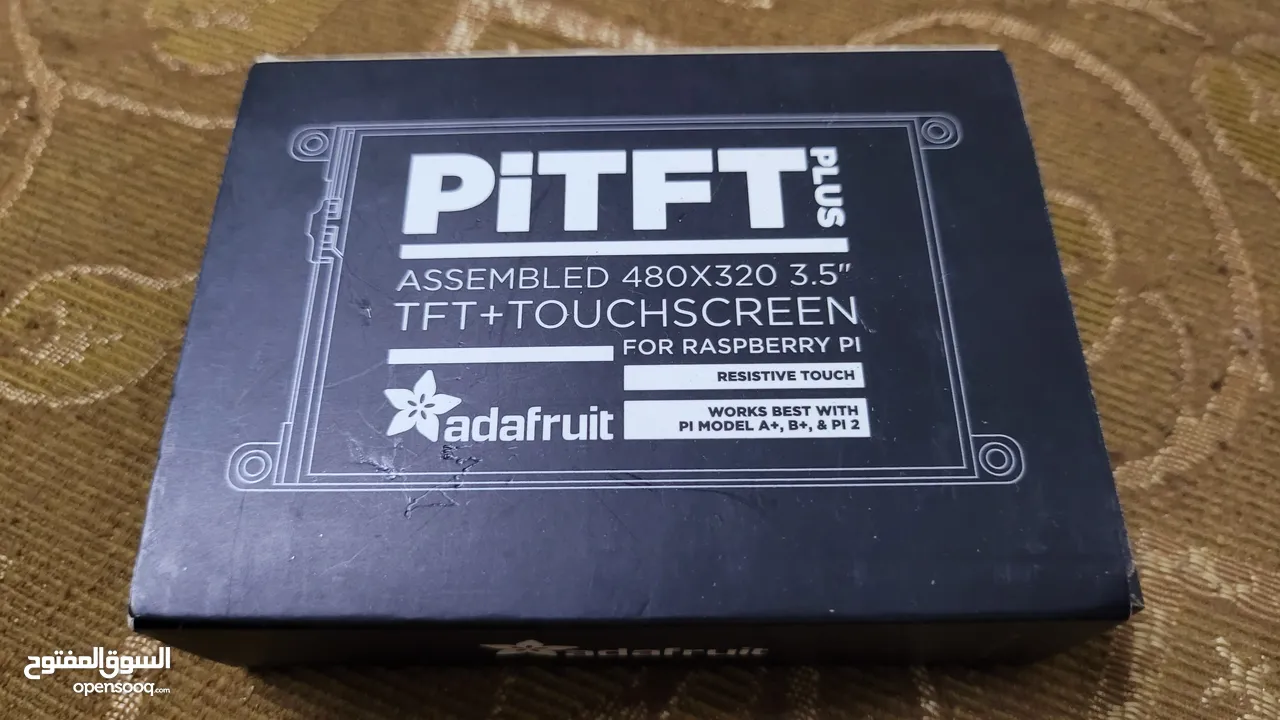 PiTFT PLUS
ASSEMBLED 480X320 3.5"
TFT+TOUCHSCREEN
FOR RASPBERRY PI
RESISTIVE TOUCH
adafruit
WORKS BEST WITH
PI MODEL A+, B+, & PI 2
adafruit
السوق المفتوح
opensooq.com